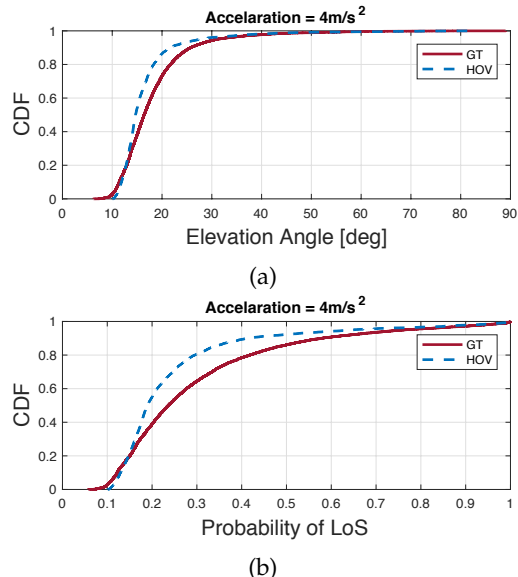 Accelaration = 4m/s²
CDF
1
0.8
0.6
0.4
0.2
0
GT
HOV
0 10 20 30 40 50 60 70 80 90
Elevation Angle [deg]
(a)
Accelaration = 4m/s²
CDF
1
0.8
0.6
0.4
0.2
0
GT
HOV
0 0.1 0.2 0.3 0.4 0.5 0.6 0.7 0.8 0.9 1
Probability of LoS
(b)